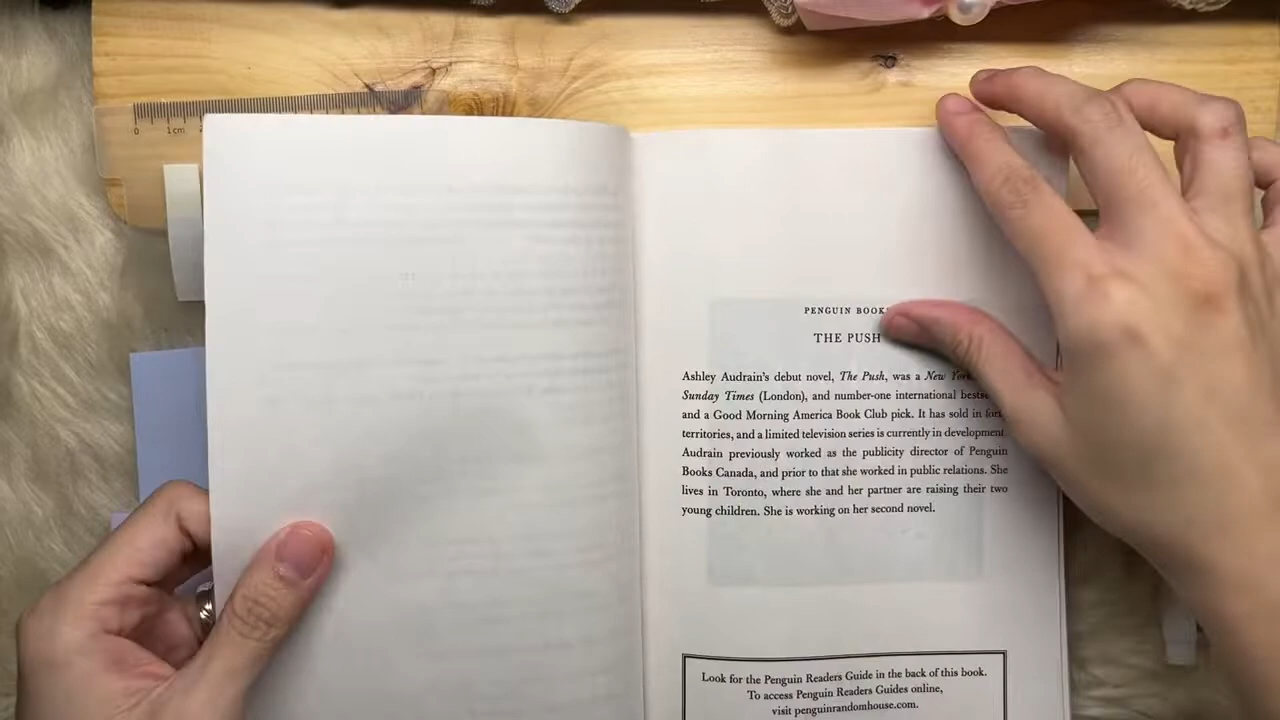 0 1cm
PENGUIN BOOKS
THE PUSH
Ashley Audrain's debut novel, The Push, was a New York
Sunday Times (London), and number-one international
and a Good Morning America Book Club pick. It has sold in
territories, and a limited television series is currently in development
Audrain previously worked as the publicity director of Penguin
Books Canada, and prior to that she worked in public relations. She
lives in Toronto, where she and her partner are raising their two
young children. She is working on her second novel.
Look for the Penguin Readers Guide in the back of this book.
To access Penguin Readers Guides online,
visit penguinrandomhouse.com.